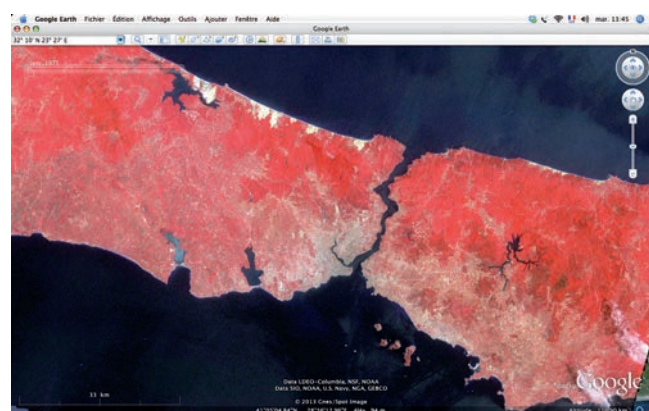 Google Earth Fichier Édition Affichage Outils Ajouter Fenêtre Aide
mar. 13:45
Google Earth
33 km
Data LDEO-Columbia, NSF, NOAA
Data SIO, NOAA, U.S. Navy, NGA, GEBCO
© 2013 Cnes/Spot Image
Google